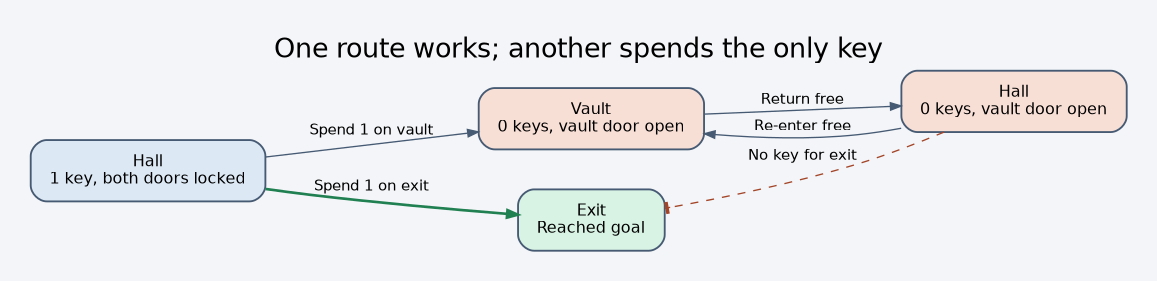 One route works; another spends the only key
Hall
1 key, both doors locked
Spend 1 on vault
Spend 1 on exit
Vault
0 keys, vault door open
Return free
Re-enter free
No key for exit
Hall
0 keys, vault door open
Exit
Reached goal